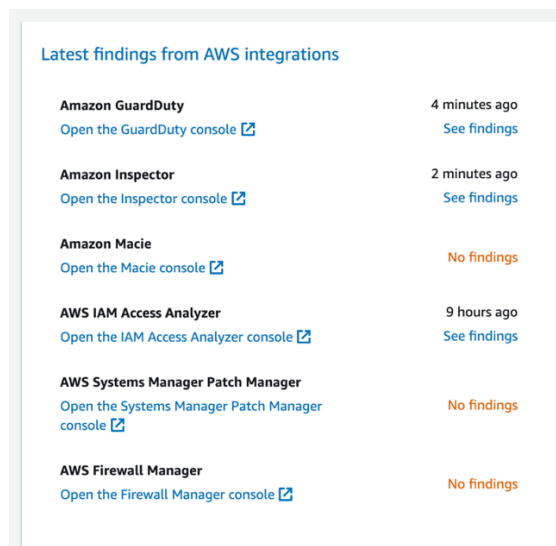 Latest findings from AWS integrations
Amazon GuardDuty
4 minutes ago
Open the GuardDuty console
See findings
Amazon Inspector
2 minutes ago
Open the Inspector console
See findings
Amazon Macie
No findings
Open the Macie console
AWS IAM Access Analyzer
9 hours ago
Open the IAM Access Analyzer console
See findings
AWS Systems Manager Patch Manager
Open the Systems Manager Patch Manager
console
No findings
AWS Firewall Manager
No findings
Open the Firewall Manager console